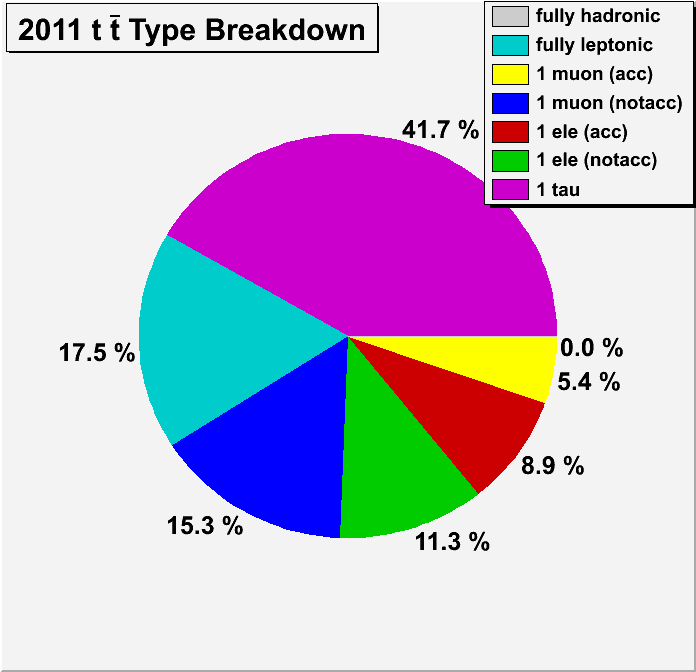 2011 t t̄ Type Breakdown
fully hadronic
fully leptonic
1 muon (acc)
1 muon (notacc)
1 ele (acc)
1 ele (notacc)
1 tau
41.7 %
17.5 %
0.0 %
5.4 %
8.9 %
15.3 %
11.3 %